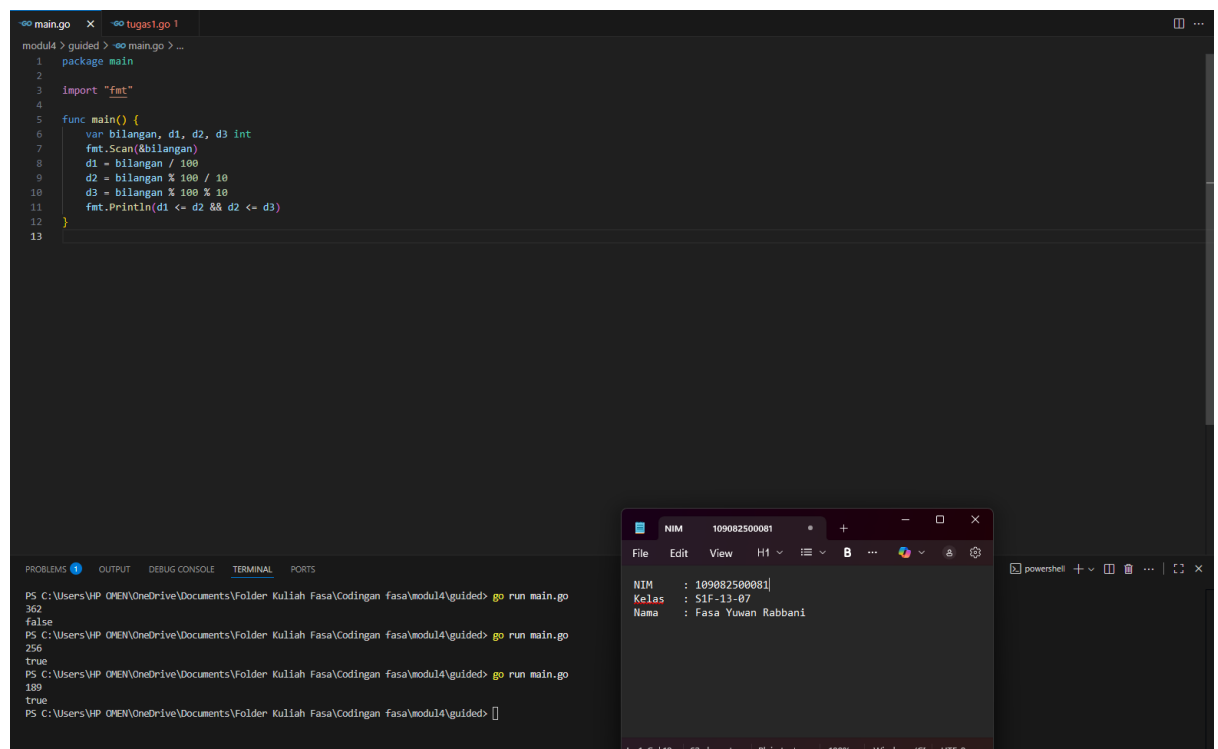 main.go X tugas1.go 1
modul4 > guided > main.go > ...
1 package main
2
3 import "fmt"
4
5 func main() {
6 var bilangan, d1, d2, d3 int
7 fmt.Scan(&bilangan)
8 d1 = bilangan / 100
9 d2 = bilangan % 100 / 10
10 d3 = bilangan % 100 % 10
11 fmt.Println(d1 <= d2 && d2 <= d3)
12 }
13
PROBLEMS 1 OUTPUT DEBUG CONSOLE TERMINAL PORTS
powershell
PS C:\Users\HP OMEN\OneDrive\Documents\Folder Kuliah Fasa\Codingan fasa\modul4\guided> go run main.go
362
false
PS C:\Users\HP OMEN\OneDrive\Documents\Folder Kuliah Fasa\Codingan fasa\modul4\guided> go run main.go
256
true
PS C:\Users\HP OMEN\OneDrive\Documents\Folder Kuliah Fasa\Codingan fasa\modul4\guided> go run main.go
189
true
PS C:\Users\HP OMEN\OneDrive\Documents\Folder Kuliah Fasa\Codingan fasa\modul4\guided>
NIM 109082500081
File Edit View H1 B
NIM : 109082500081
Kelas : S1F-13-07
Nama : Fasa Yuwan Rabbani